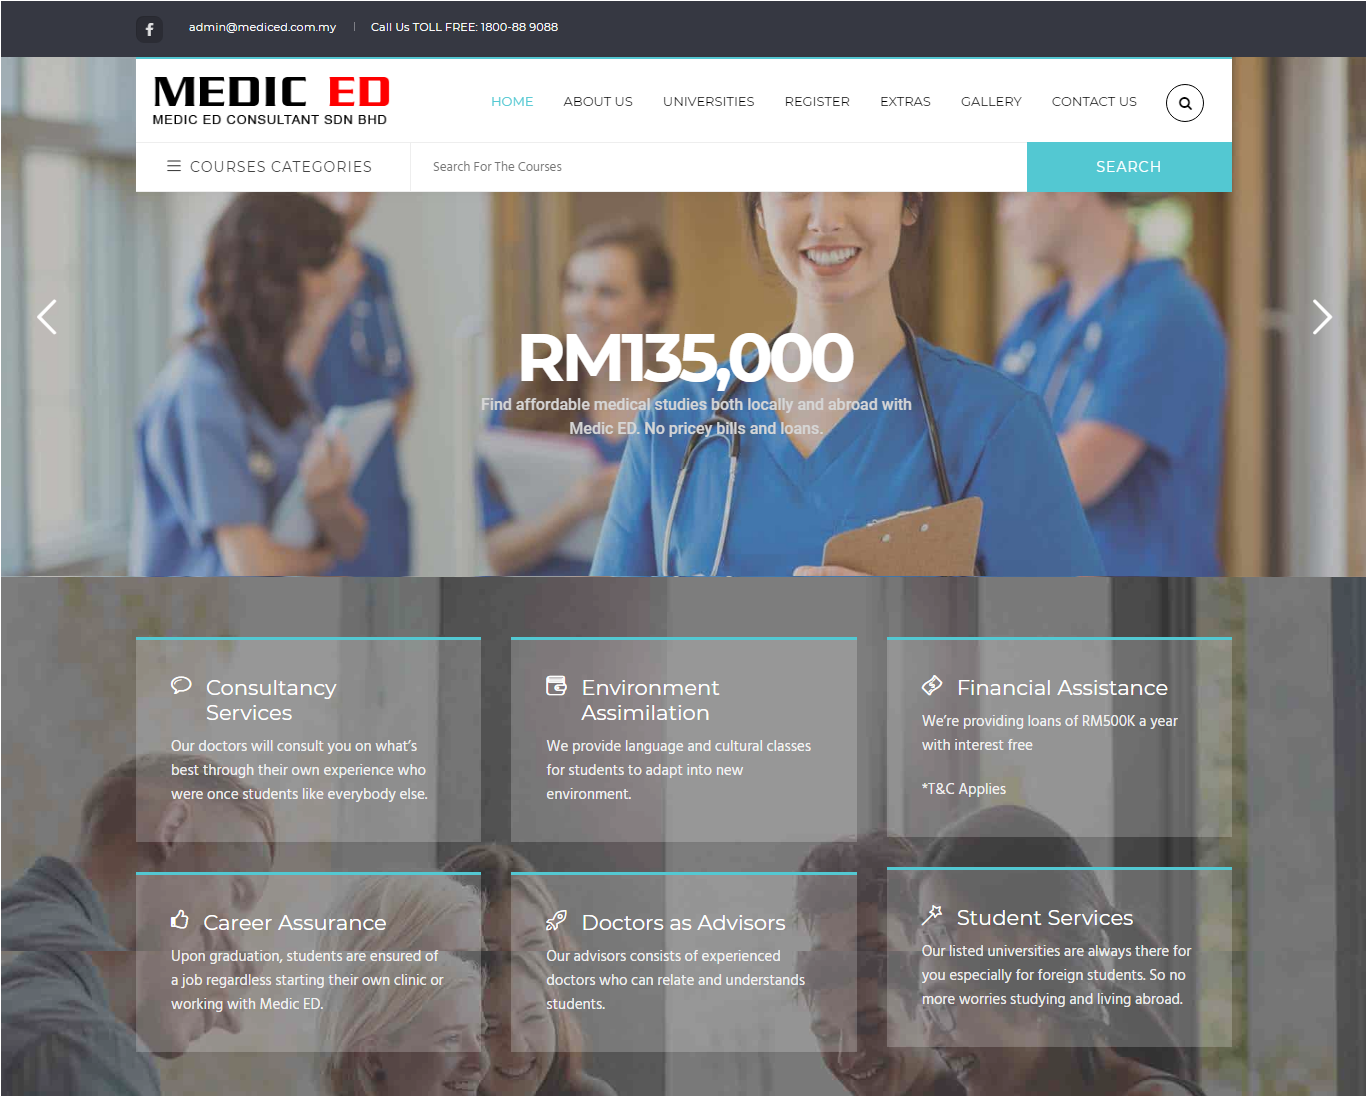 admin@mediced.com.my | Call Us TOLL FREE: 1800-88 9088
MEDIC ED
MEDIC ED CONSULTANT SDN BHD
HOME ABOUT US UNIVERSITIES REGISTER EXTRAS GALLERY CONTACT US
COURSES CATEGORIES Search For The Courses SEARCH
RM135,000
Find affordable medical studies both locally and abroad with
Medic ED. No pricey bills and loans.
Consultancy
Services
Our doctors will consult you on what's
best through their own experience who
were once students like everybody else.
Environment
Assimilation
We provide language and cultural classes
for students to adapt into new
environment.
Financial Assistance
We're providing loans of RM500K a year
with interest free
*T&C Applies
Career Assurance
Upon graduation, students are ensured of
a job regardless starting their own clinic or
working with Medic ED.
Doctors as Advisors
Our advisors consists of experienced
doctors who can relate and understands
students.
Student Services
Our listed universities are always there for
you especially for foreign students. So no
more worries studying and living abroad.